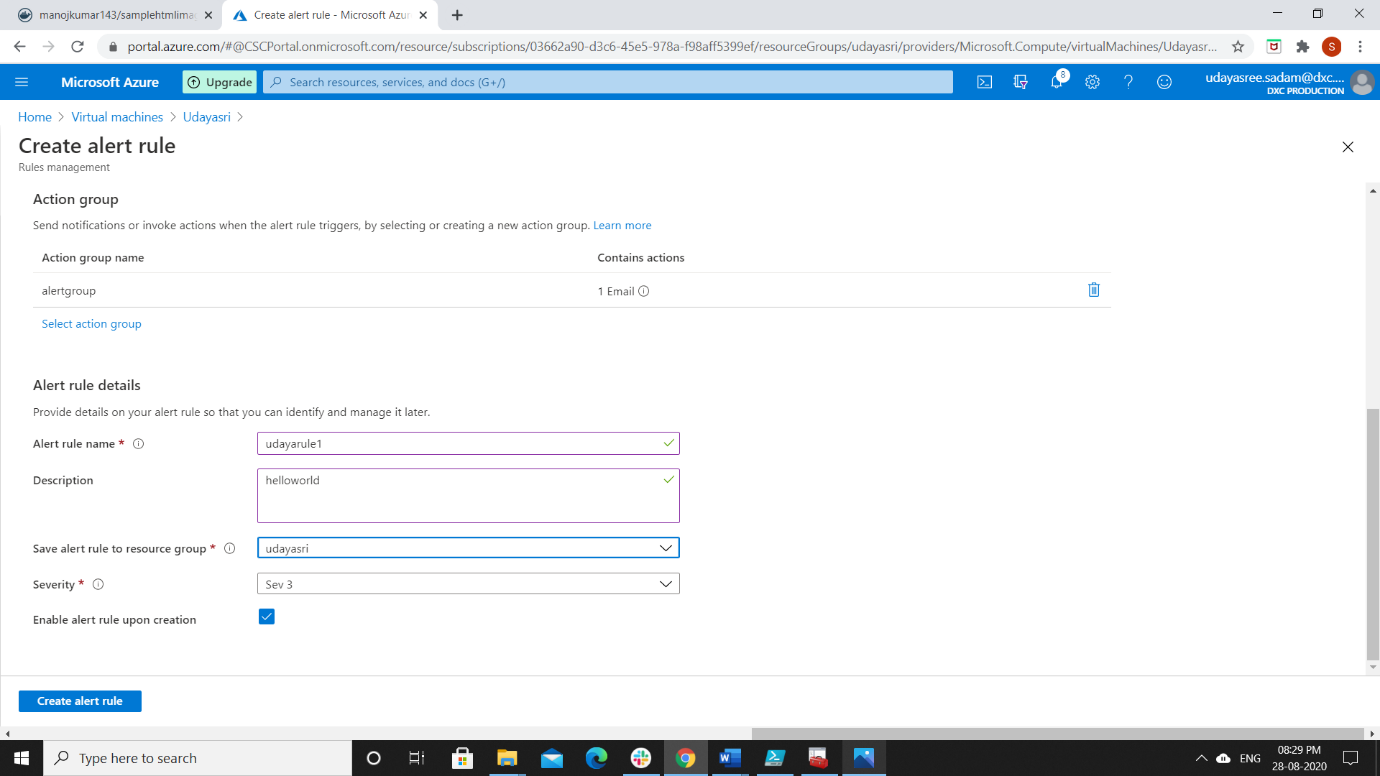 manojkumar143/samplehtmlima
Create alert rule - Microsoft Azur
portal.azure.com/#@CSCPortal.onmicrosoft.com/resource/subscriptions/03662a90-d3c6-45e5-978a-f98aff5399ef/resourceGroups/udayasri/providers/Microsoft.Compute/virtualMachines/Udayasr...
S
Microsoft Azure
Upgrade
Search resources, services, and docs (G+/)
8
udayasree.sadam@dxc....
DXC PRODUCTION
Home > Virtual machines > Udayasri >
Create alert rule
Rules management
Action group
Send notifications or invoke actions when the alert rule triggers, by selecting or creating a new action group. Learn more
Action group name Contains actions
alertgroup 1 Email
Select action group
Alert rule details
Provide details on your alert rule so that you can identify and manage it later.
Alert rule name * udayarule1
Description helloworld
Save alert rule to resource group * udayasri
Severity * Sev 3
Enable alert rule upon creation
Create alert rule
Type here to search
ENG
08:29 PM
28-08-2020